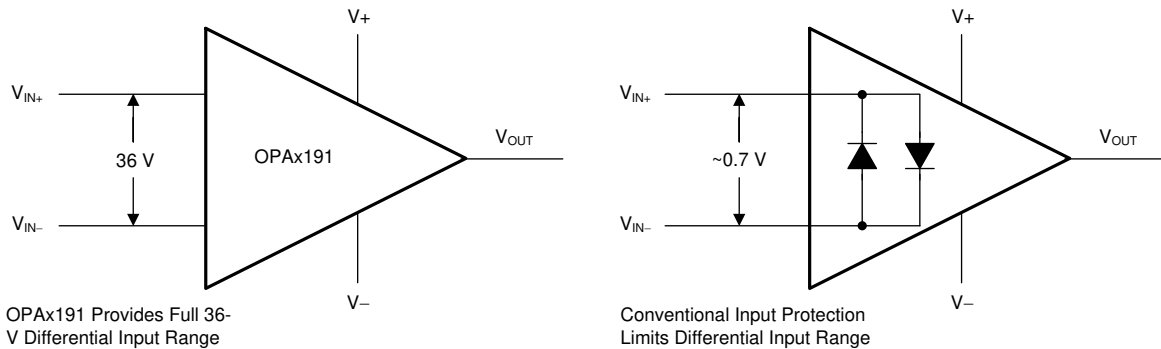 V+
V+
VIN+
VIN+
VOUT
VOUT
36 V
OPAx191
~0.7 V
VIN–
VIN–
V–
V–
OPAx191 Provides Full 36-
V Differential Input Range
Conventional Input Protection
Limits Differential Input Range